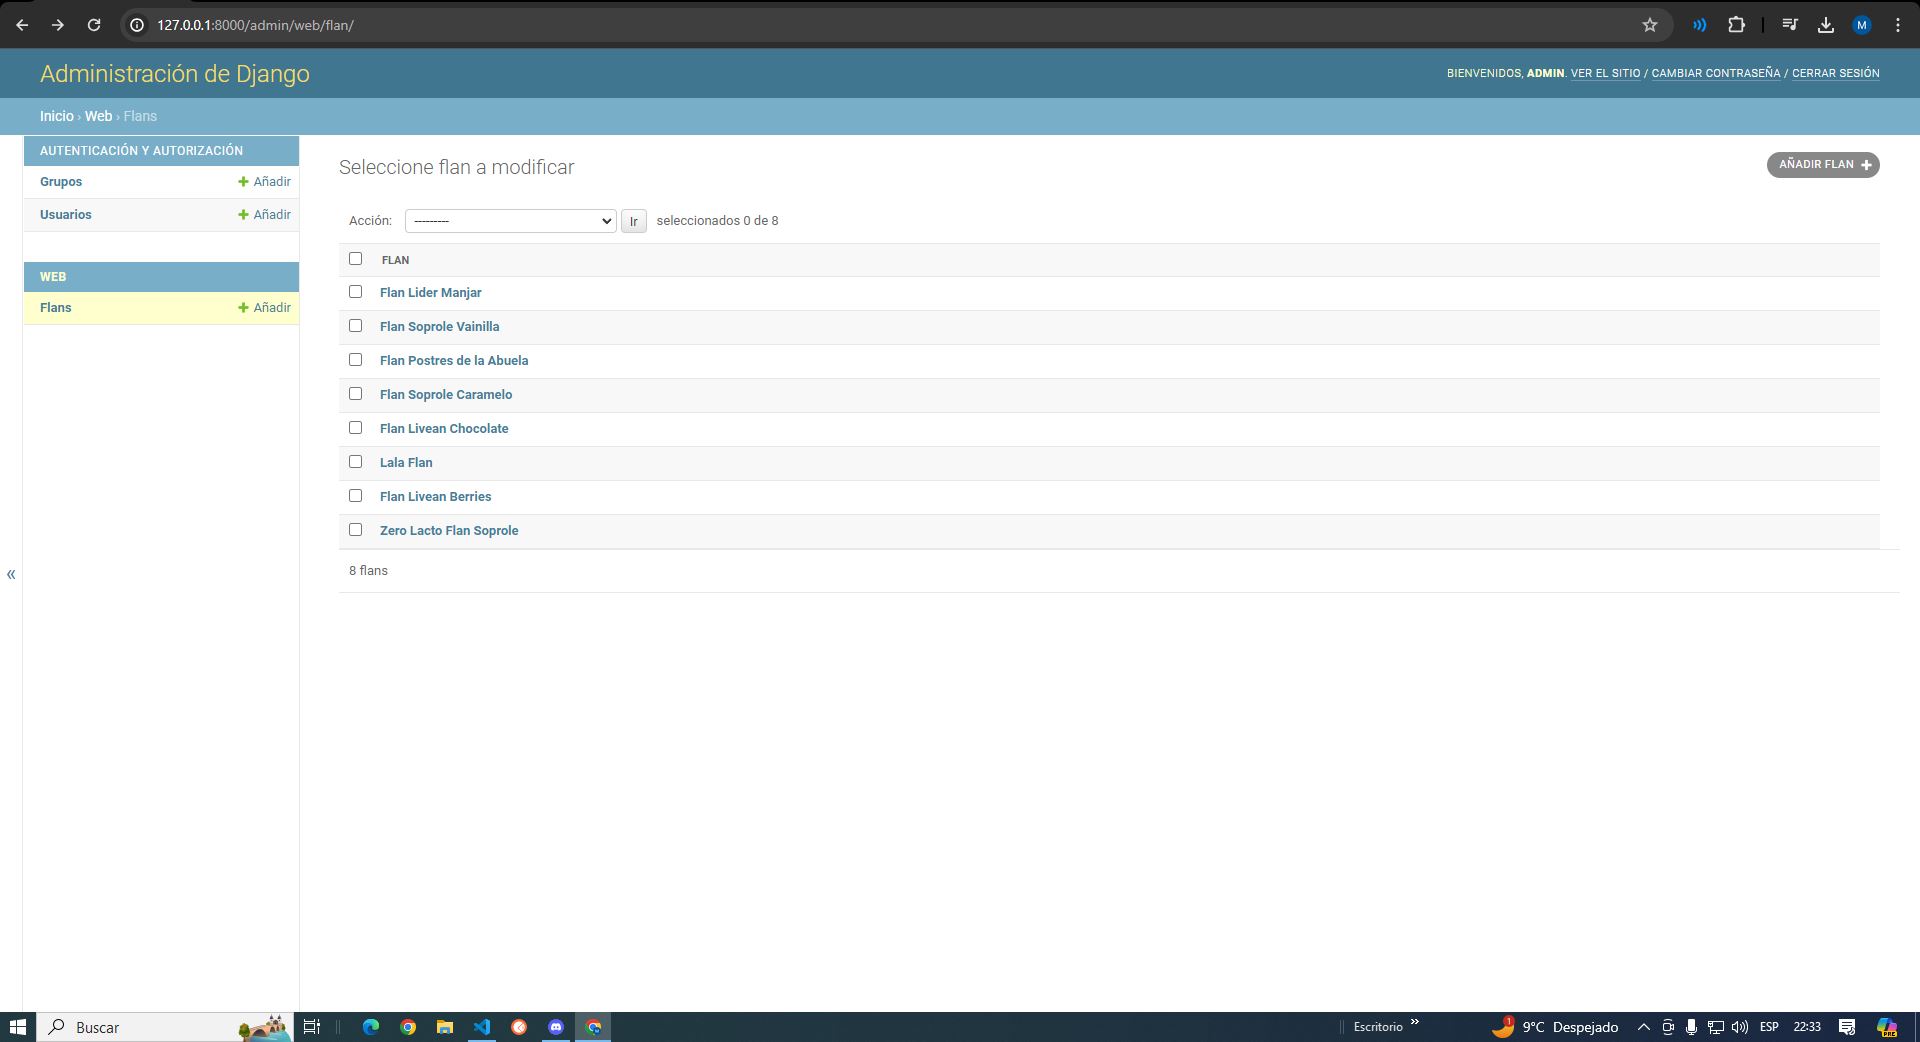 127.0.0.1:8000/admin/web/flan/
M
Administración de Django
BIENVENIDOS, ADMIN. VER EL SITIO / CAMBIAR CONTRASEÑA / CERRAR SESIÓN
Inicio › Web › Flans
AUTENTICACIÓN Y AUTORIZACIÓN
Grupos + Añadir
Usuarios + Añadir
WEB
Flans + Añadir
«
Seleccione flan a modificar
AÑADIR FLAN +
Acción: --------- Ir seleccionados 0 de 8
FLAN
Flan Lider Manjar
Flan Soprole Vainilla
Flan Postres de la Abuela
Flan Soprole Caramelo
Flan Livean Chocolate
Lala Flan
Flan Livean Berries
Zero Lacto Flan Soprole
8 flans
Buscar
Escritorio »
1
9°C Despejado
ESP
22:33
PRE